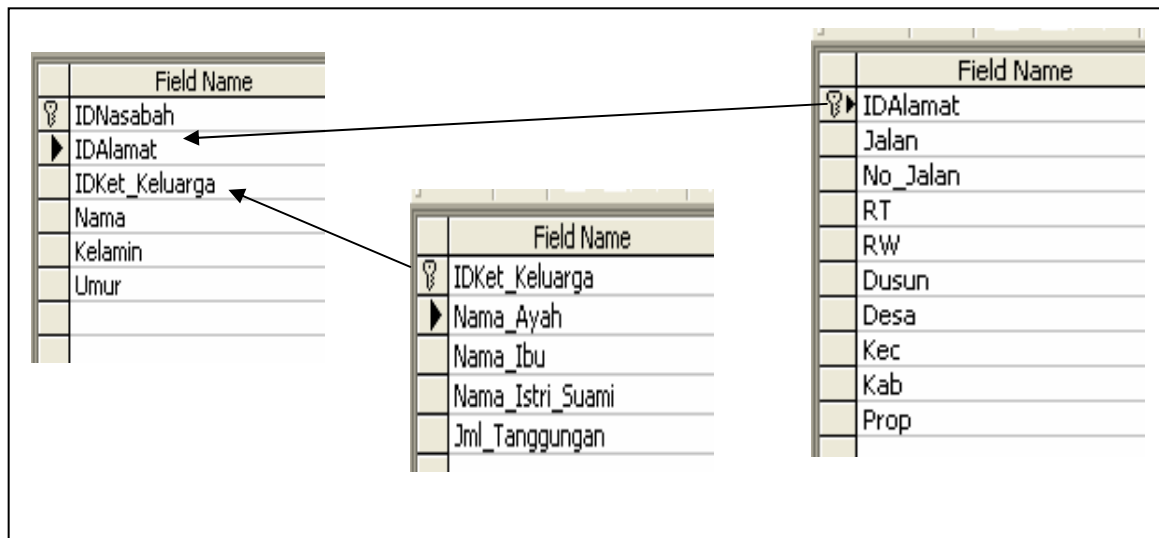 Field Name
IDNasabah
IDAlamat
IDKet_Keluarga
Nama
Kelamin
Umur
Field Name
IDKet_Keluarga
Nama_Ayah
Nama_Ibu
Nama_Istri_Suami
Jml_Tanggungan
Field Name
IDAlamat
Jalan
No_Jalan
RT
RW
Dusun
Desa
Kec
Kab
Prop